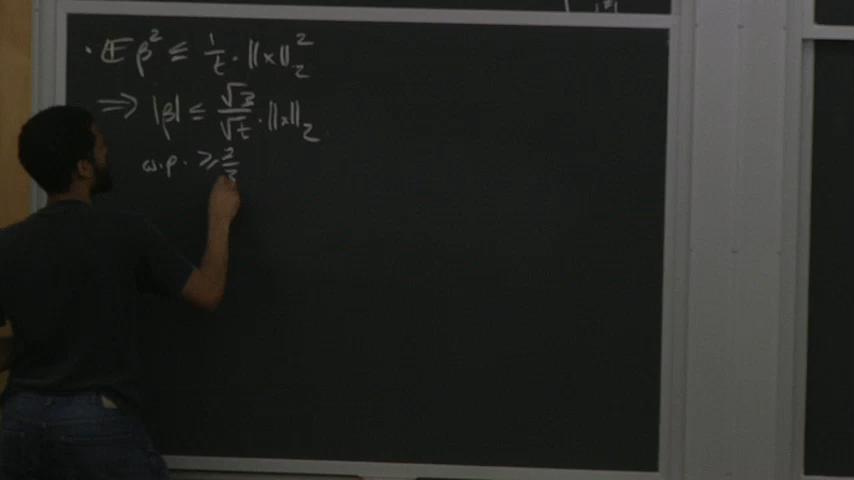 · 𝔼 β² ≤ 1/t · ||x||₂²
⇒ |β| ≤ √3/√t · ||x||₂
w.p. ≥ 2/3